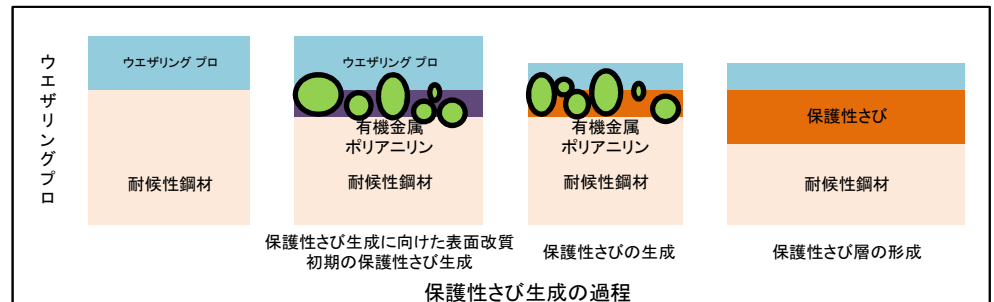 ウエザリングプロ
ウエザリング プロ
耐候性鋼材
ウエザリング プロ
有機金属
ポリアニリン
耐候性鋼材
保護性さび生成に向けた表面改質
初期の保護性さび生成
有機金属
ポリアニリン
耐候性鋼材
保護性さびの生成
保護性さび
耐候性鋼材
保護性さび層の形成
保護性さび生成の過程